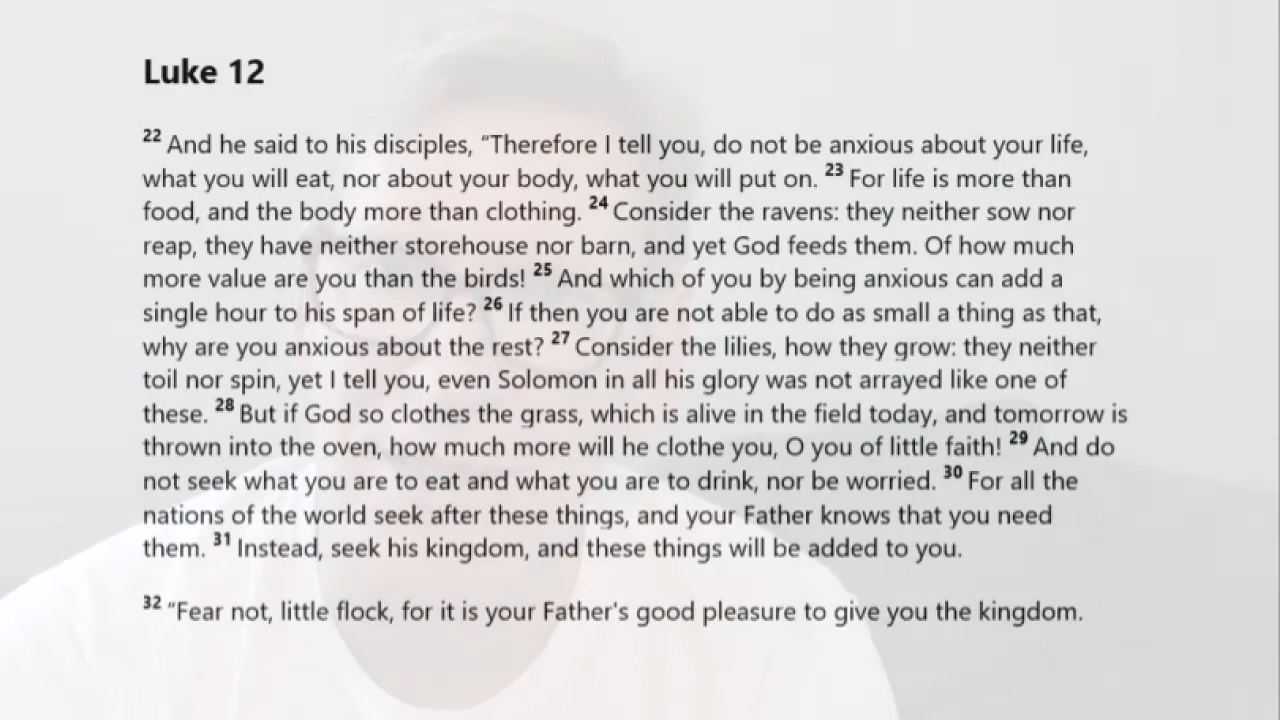 Luke 12
22 And he said to his disciples, “Therefore I tell you, do not be anxious about your life,
what you will eat, nor about your body, what you will put on. 23 For life is more than
food, and the body more than clothing. 24 Consider the ravens: they neither sow nor
reap, they have neither storehouse nor barn, and yet God feeds them. Of how much
more value are you than the birds! 25 And which of you by being anxious can add a
single hour to his span of life? 26 If then you are not able to do as small a thing as that,
why are you anxious about the rest? 27 Consider the lilies, how they grow: they neither
toil nor spin, yet I tell you, even Solomon in all his glory was not arrayed like one of
these. 28 But if God so clothes the grass, which is alive in the field today, and tomorrow is
thrown into the oven, how much more will he clothe you, O you of little faith! 29 And do
not seek what you are to eat and what you are to drink, nor be worried. 30 For all the
nations of the world seek after these things, and your Father knows that you need
them. 31 Instead, seek his kingdom, and these things will be added to you.
32 “Fear not, little flock, for it is your Father's good pleasure to give you the kingdom.